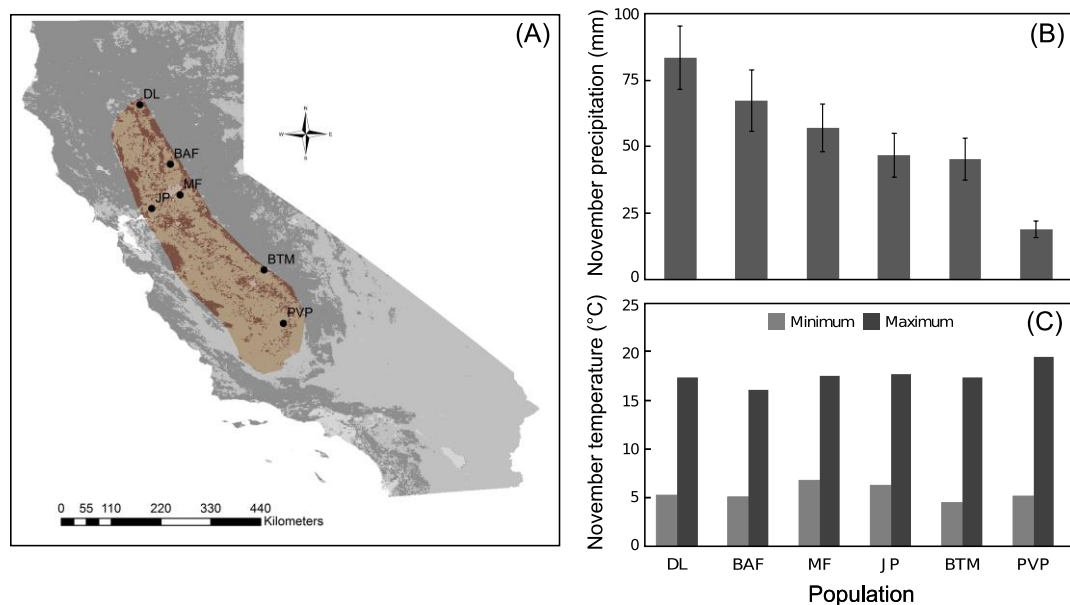 (A)
DL
BAF
MF
JP
BTM
PVP
N
W E
S
0 55 110 220 330 440
Kilometers
(B)
November precipitation (mm)
100
75
50
25
0
(C)
November temperature (°C)
Minimum Maximum
25
20
15
10
5
0
DL BAF MF JP BTM PVP
Population